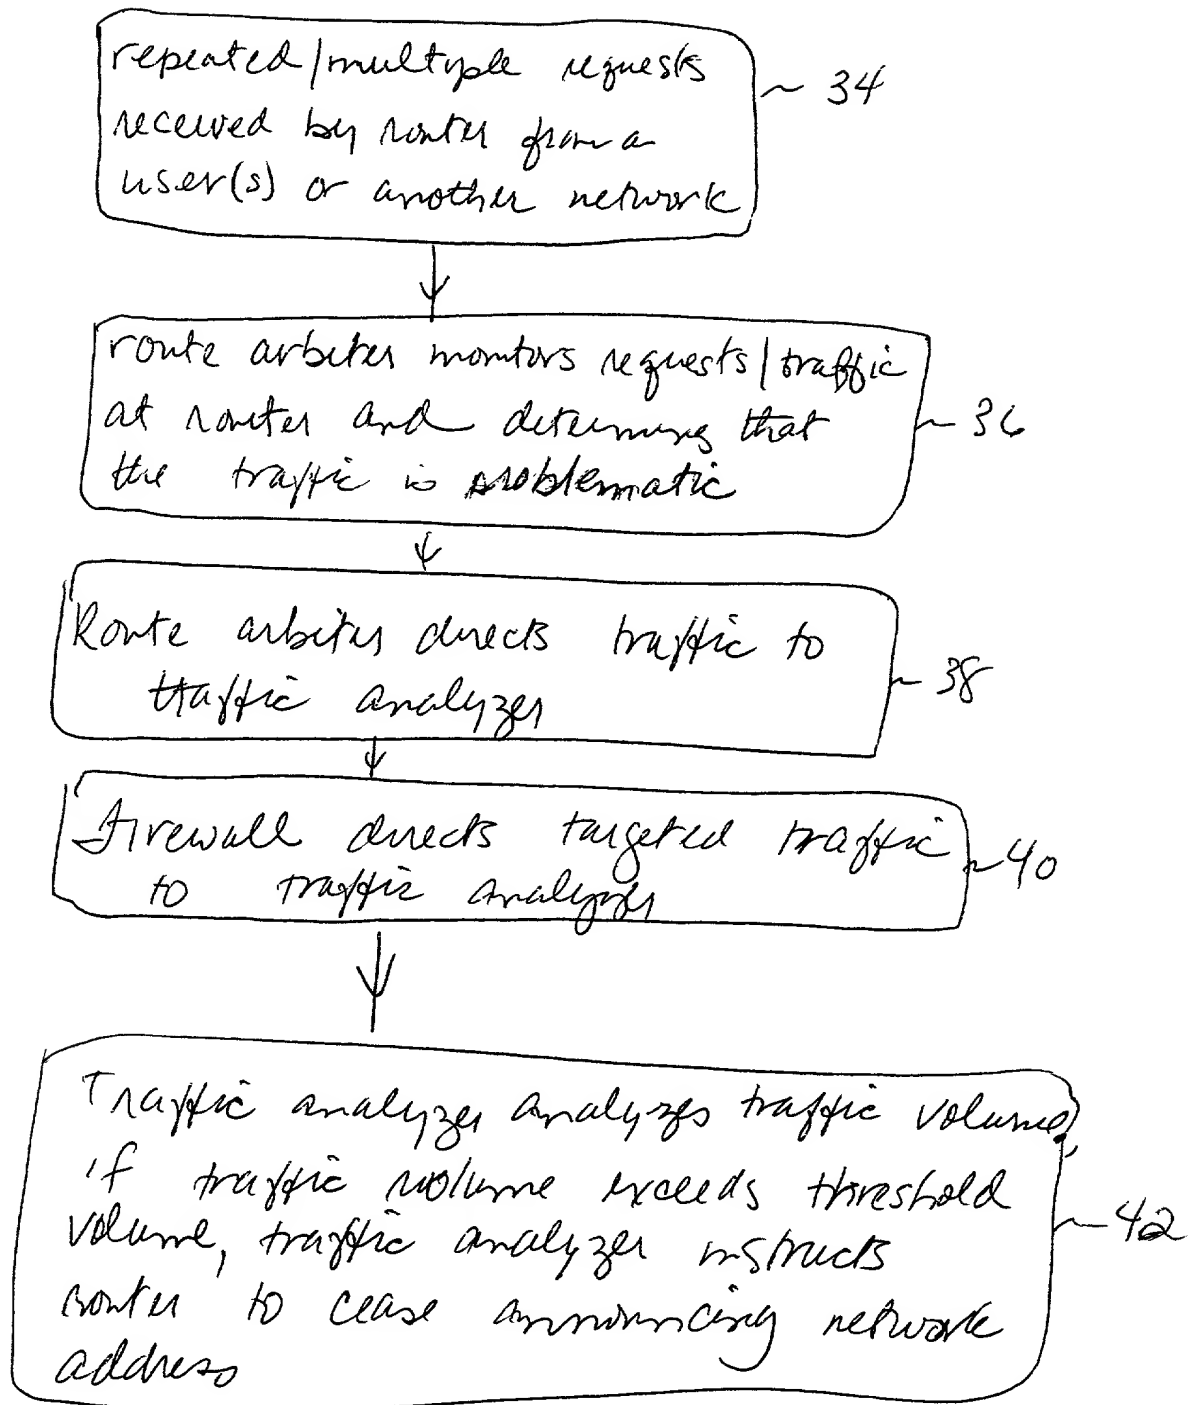 repeated/multiple requests
received by router from a
user(s) or another network
~ 34
route arbiter monitors requests/traffic
at router and determines that
the traffic is problematic
~ 36
Route arbiter directs traffic to
traffic analyzer
~ 38
Firewall directs targeted traffic
to traffic analyzer
~ 40
Traffic analyzer analyzes traffic volume,
if traffic volume exceeds threshold
volume, traffic analyzer instructs
router to cease announcing network
address
~ 42